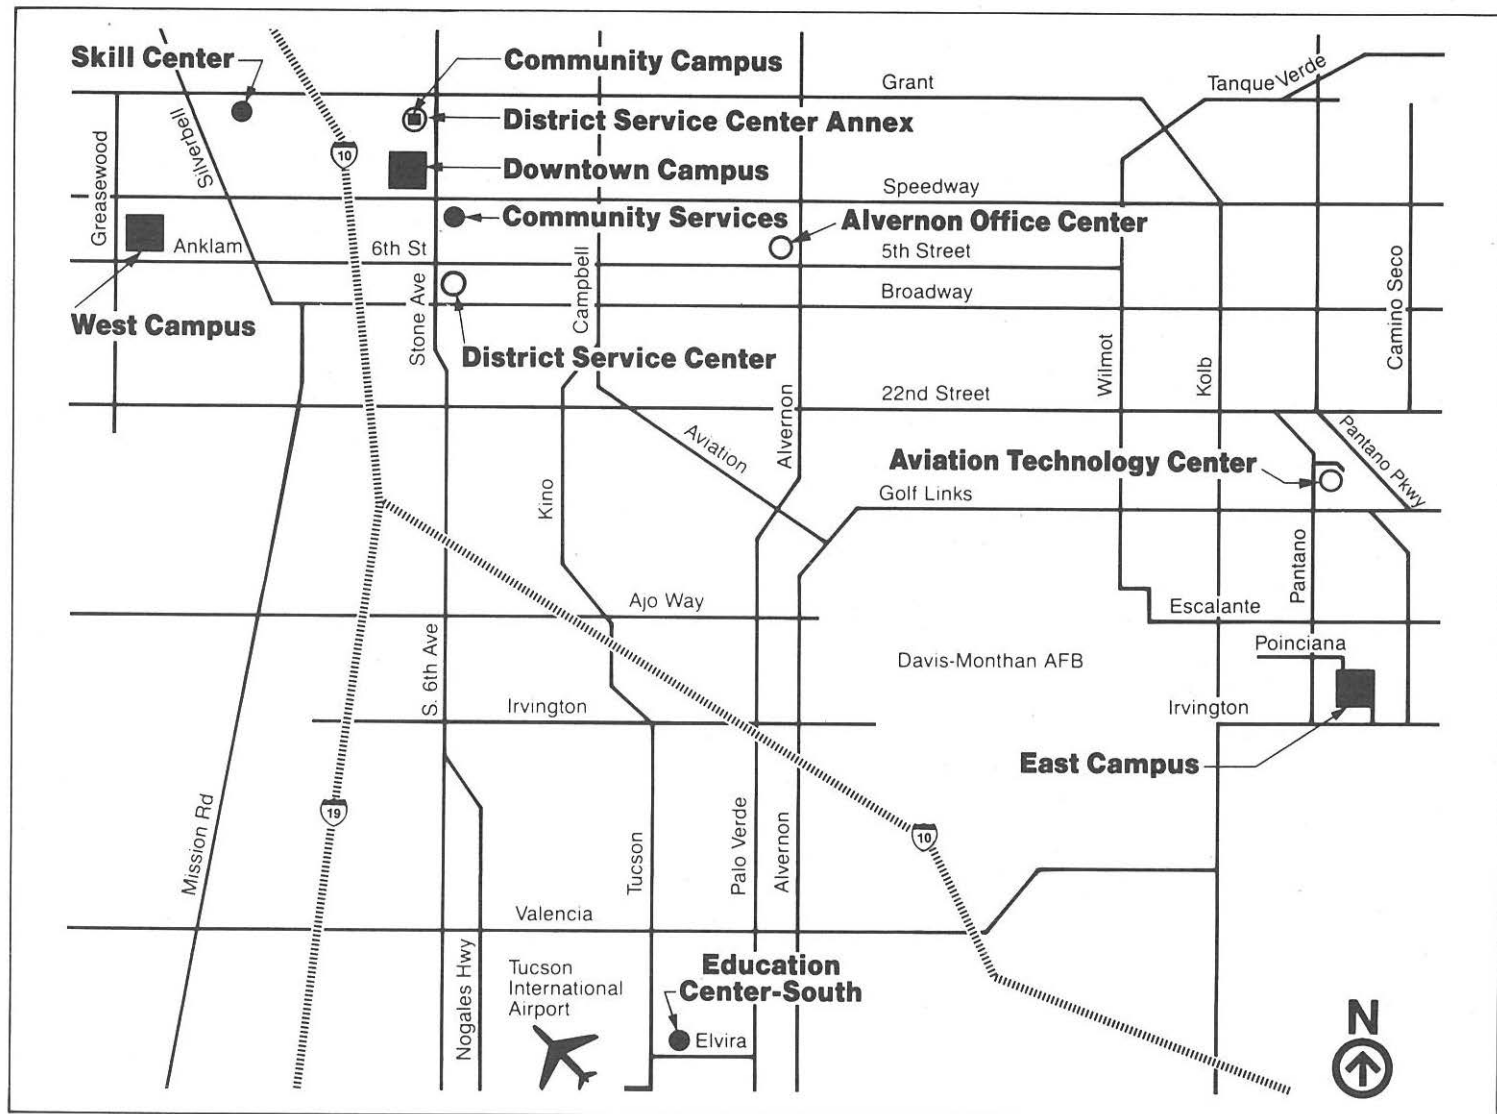 Skill Center
Community Campus
Grant
Tanque Verde
District Service Center Annex
10
Downtown Campus
Greasewood
Silverbell
Speedway
Community Services
Alvernon Office Center
Anklam
6th St
5th Street
Campbell
Broadway
Camino Seco
West Campus
Stone Ave
District Service Center
Wilmot
Kolb
22nd Street
Alvernon
Aviation
Pantano Pkwy
Aviation Technology Center
Golf Links
Kino
Pantano
Ajo Way
Escalante
Davis-Monthan AFB
Poinciana
S. 6th Ave
Irvington
Irvington
East Campus
19
Mission Rd
10
Tucson
Palo Verde
Alvernon
Valencia
Nogales Hwy
Tucson
International
Airport
Education
Center-South
Elvira
N